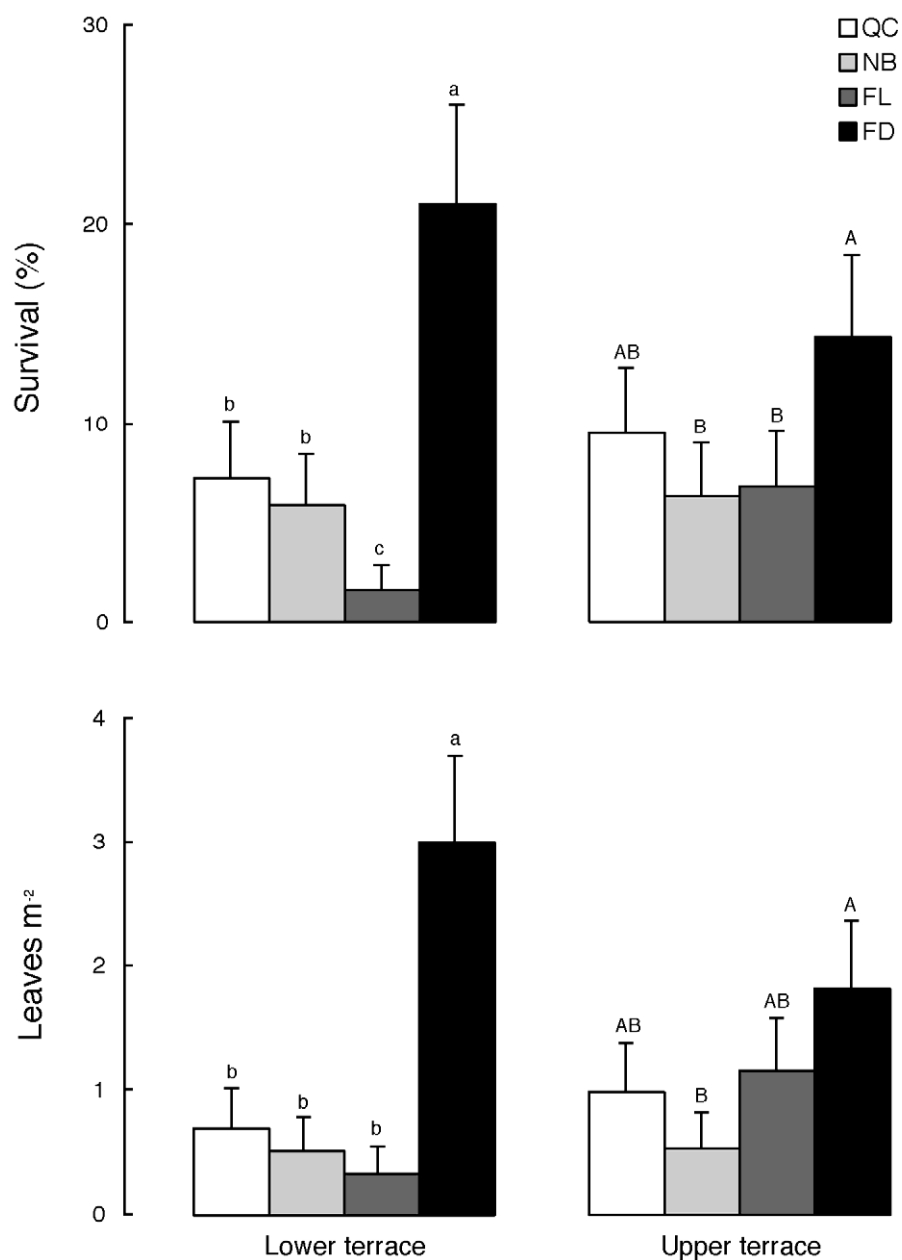 30
20
10
0
Survival (%)
QC
NB
FL
FD
b
b
c
a
AB
B
B
A
4
3
2
1
0
Leaves m⁻²
b
b
b
a
AB
B
AB
A
Lower terrace
Upper terrace